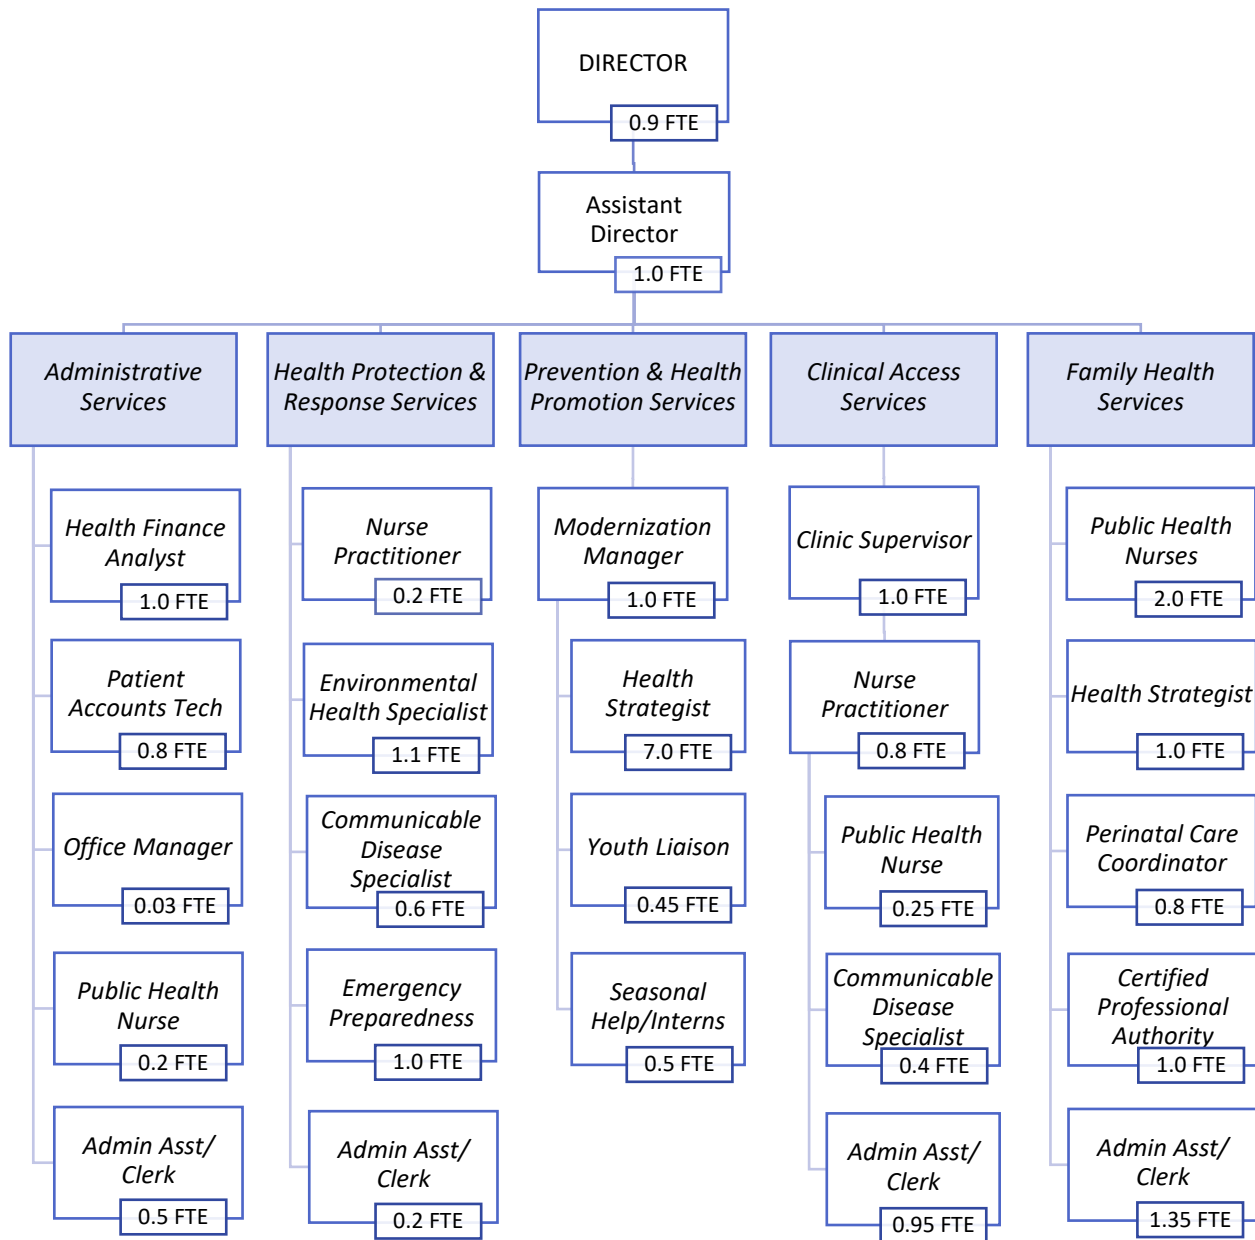 DIRECTOR
0.9 FTE
Assistant
Director
1.0 FTE
Administrative
Services
Health Finance
Analyst
1.0 FTE
Patient
Accounts Tech
0.8 FTE
Office Manager
0.03 FTE
Public Health
Nurse
0.2 FTE
Admin Asst/
Clerk
0.5 FTE
Health Protection &
Response Services
Nurse
Practitioner
0.2 FTE
Environmental
Health Specialist
1.1 FTE
Communicable
Disease
Specialist
0.6 FTE
Emergency
Preparedness
1.0 FTE
Admin Asst/
Clerk
0.2 FTE
Prevention & Health
Promotion Services
Modernization
Manager
1.0 FTE
Health
Strategist
7.0 FTE
Youth Liaison
0.45 FTE
Seasonal
Help/Interns
0.5 FTE
Clinical Access
Services
Clinic Supervisor
1.0 FTE
Nurse
Practitioner
0.8 FTE
Public Health
Nurse
0.25 FTE
Communicable
Disease
Specialist
0.4 FTE
Admin Asst/
Clerk
0.95 FTE
Family Health
Services
Public Health
Nurses
2.0 FTE
Health Strategist
1.0 FTE
Perinatal Care
Coordinator
0.8 FTE
Certified
Professional
Authority
1.0 FTE
Admin Asst/
Clerk
1.35 FTE